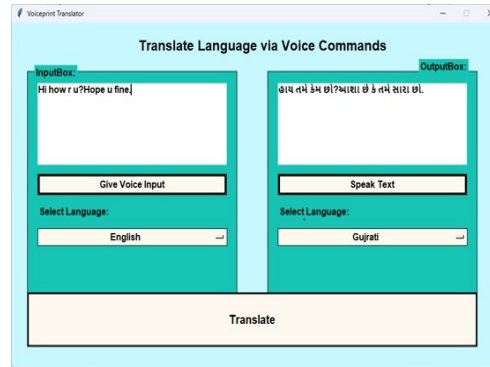 Voiceprint Translator
Translate Language via Voice Commands
InputBox:
Hi how r u?Hope u fine.
Give Voice Input
Select Language:
English
OutputBox:
હાય તમે કેમ છો?આશા છે કે તમે સારા છો.
Speak Text
Select Language:
Gujrati
Translate